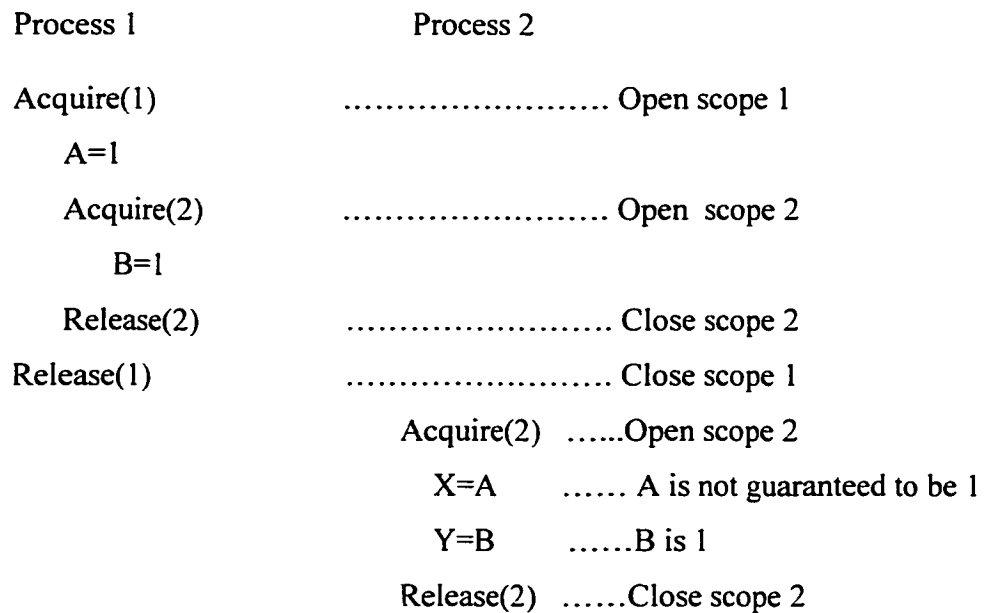 Process 1 Process 2
Acquire(1) ......................... Open scope 1
A=1
Acquire(2) ......................... Open scope 2
B=1
Release(2) ......................... Close scope 2
Release(1) ......................... Close scope 1
Acquire(2) ......Open scope 2
X=A ...... A is not guaranteed to be 1
Y=B ......B is 1
Release(2) ......Close scope 2